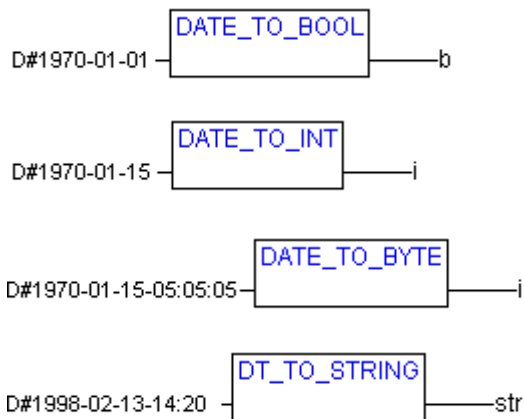 DATE_TO_BOOL
D#1970-01-01 b
DATE_TO_INT
D#1970-01-15 i
DATE_TO_BYTE
D#1970-01-15-05:05:05 i
DT_TO_STRING
D#1998-02-13-14:20 str